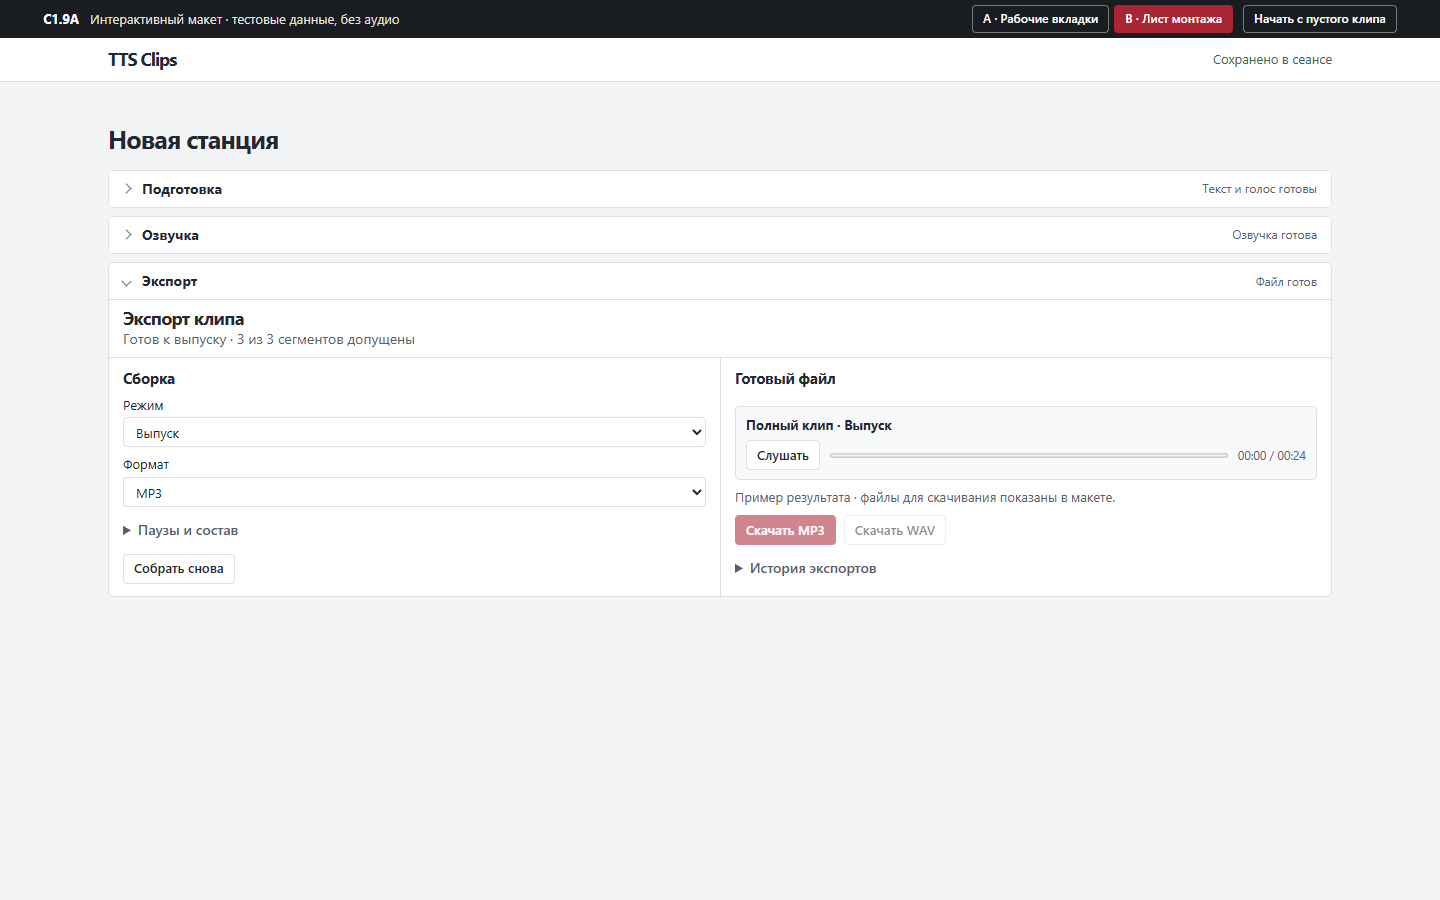 C1.9A Интерактивный макет · тестовые данные, без аудио A · Рабочие вкладки B · Лист монтажа Начать с пустого клипа
TTS Clips Сохранено в сеансе
Новая станция
Подготовка Текст и голос готовы
Озвучка Озвучка готова
Экспорт Файл готов
Экспорт клипа
Готов к выпуску · 3 из 3 сегментов допущены
Сборка
Режим
Выпуск
Формат
MP3
Паузы и состав
Собрать снова
Готовый файл
Полный клип · Выпуск
Слушать 00:00 / 00:24
Пример результата · файлы для скачивания показаны в макете.
Скачать MP3 Скачать WAV
История экспортов